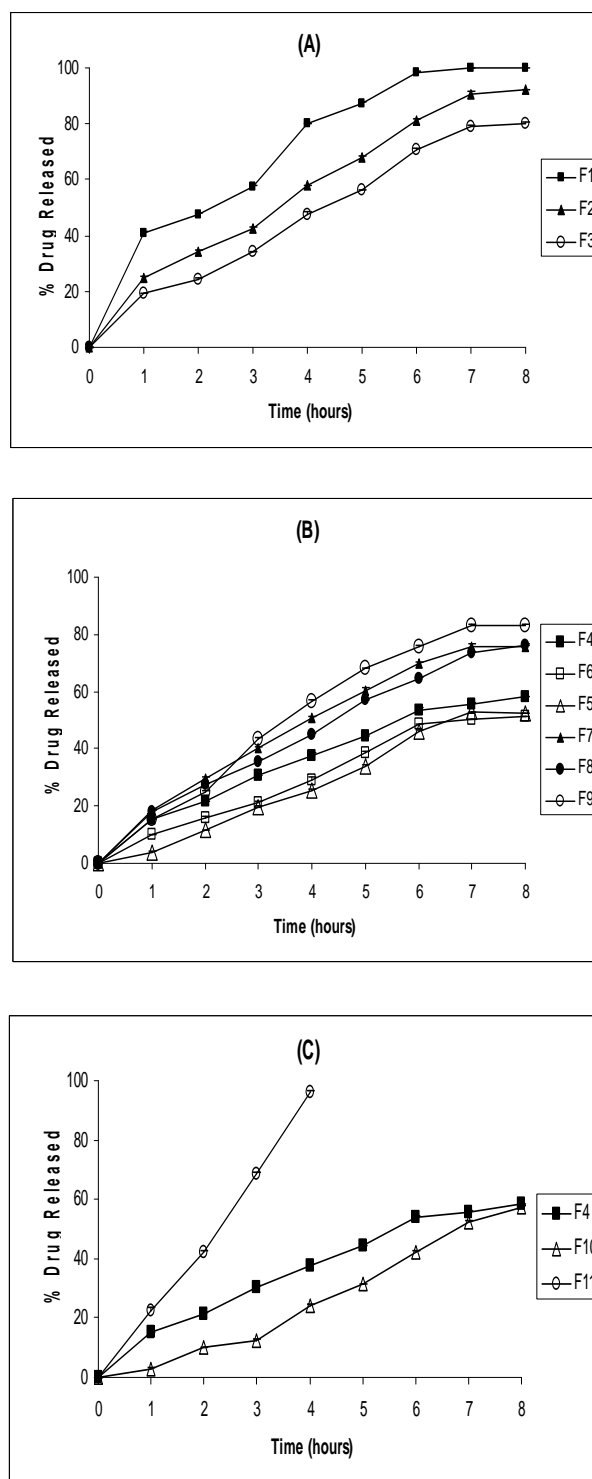 (A)
% Drug Released
100
80
60
40
20
0
0 1 2 3 4 5 6 7 8
Time (hours)
F1
F2
F3
(B)
% Drug Released
100
80
60
40
20
0
0 1 2 3 4 5 6 7 8
Time (hours)
F4
F6
F5
F7
F8
F9
(C)
% Drug Released
100
80
60
40
20
0
0 1 2 3 4 5 6 7 8
Time (hours)
F4
F10
F11